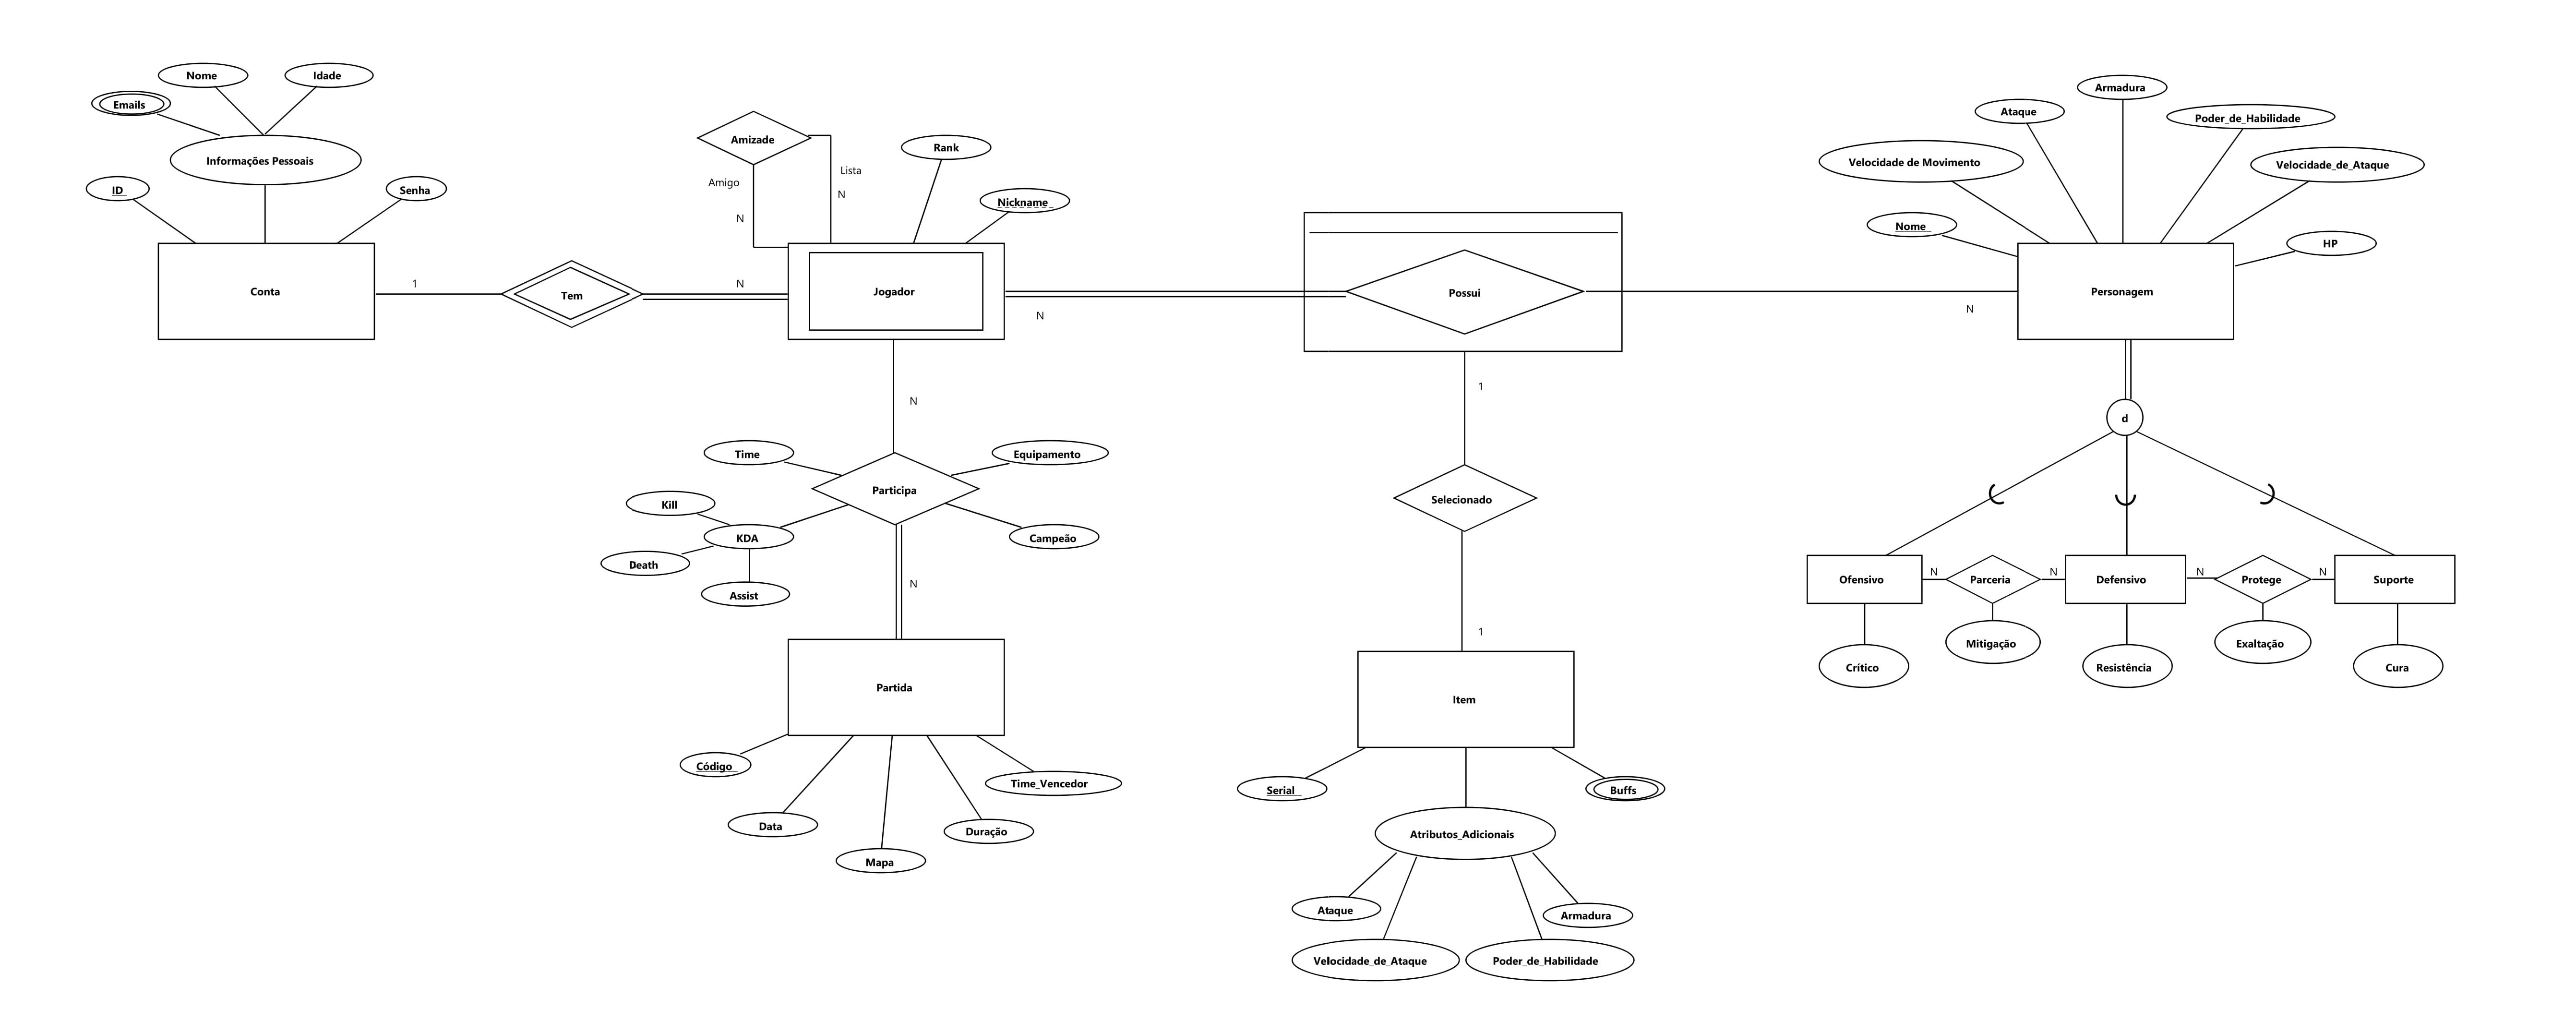 Nome
Idade
Emails
Informações Pessoais
ID
Senha
Conta
1
Tem
N
Amizade
Amigo
N
Lista
N
Rank
Nickname
Jogador
N
Possui
N
Armadura
Ataque
Poder_de_Habilidade
Velocidade de Movimento
Velocidade_de_Ataque
Nome
HP
Personagem
d
Ofensivo
N
Parceria
N
Defensivo
N
Protege
N
Suporte
Crítico
Mitigação
Resistência
Exaltação
Cura
N
Time
Equipamento
Participa
Kill
KDA
Campeão
Death
Assist
N
Partida
Código
Time_Vencedor
Data
Duração
Mapa
1
Selecionado
1
Item
Serial
Buffs
Atributos_Adicionais
Ataque
Armadura
Velocidade_de_Ataque
Poder_de_Habilidade